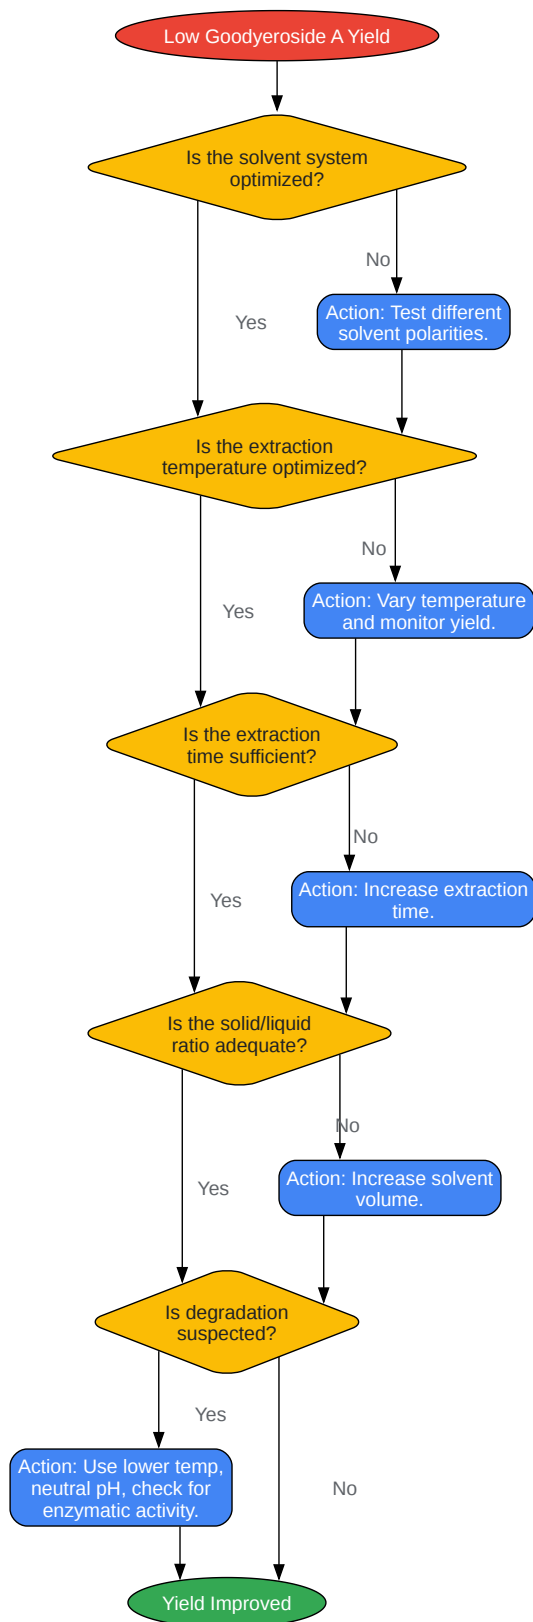 Low Goodyeroside A Yield
Is the solvent system
optimized?
No
Action: Test different
solvent polarities.
Yes
Is the extraction
temperature optimized?
No
Action: Vary temperature
and monitor yield.
Yes
Is the extraction
time sufficient?
No
Action: Increase extraction
time.
Yes
Is the solid/liquid
ratio adequate?
No
Action: Increase solvent
volume.
Yes
Is degradation
suspected?
Yes
Action: Use lower temp,
neutral pH, check for
enzymatic activity.
No
Yield Improved